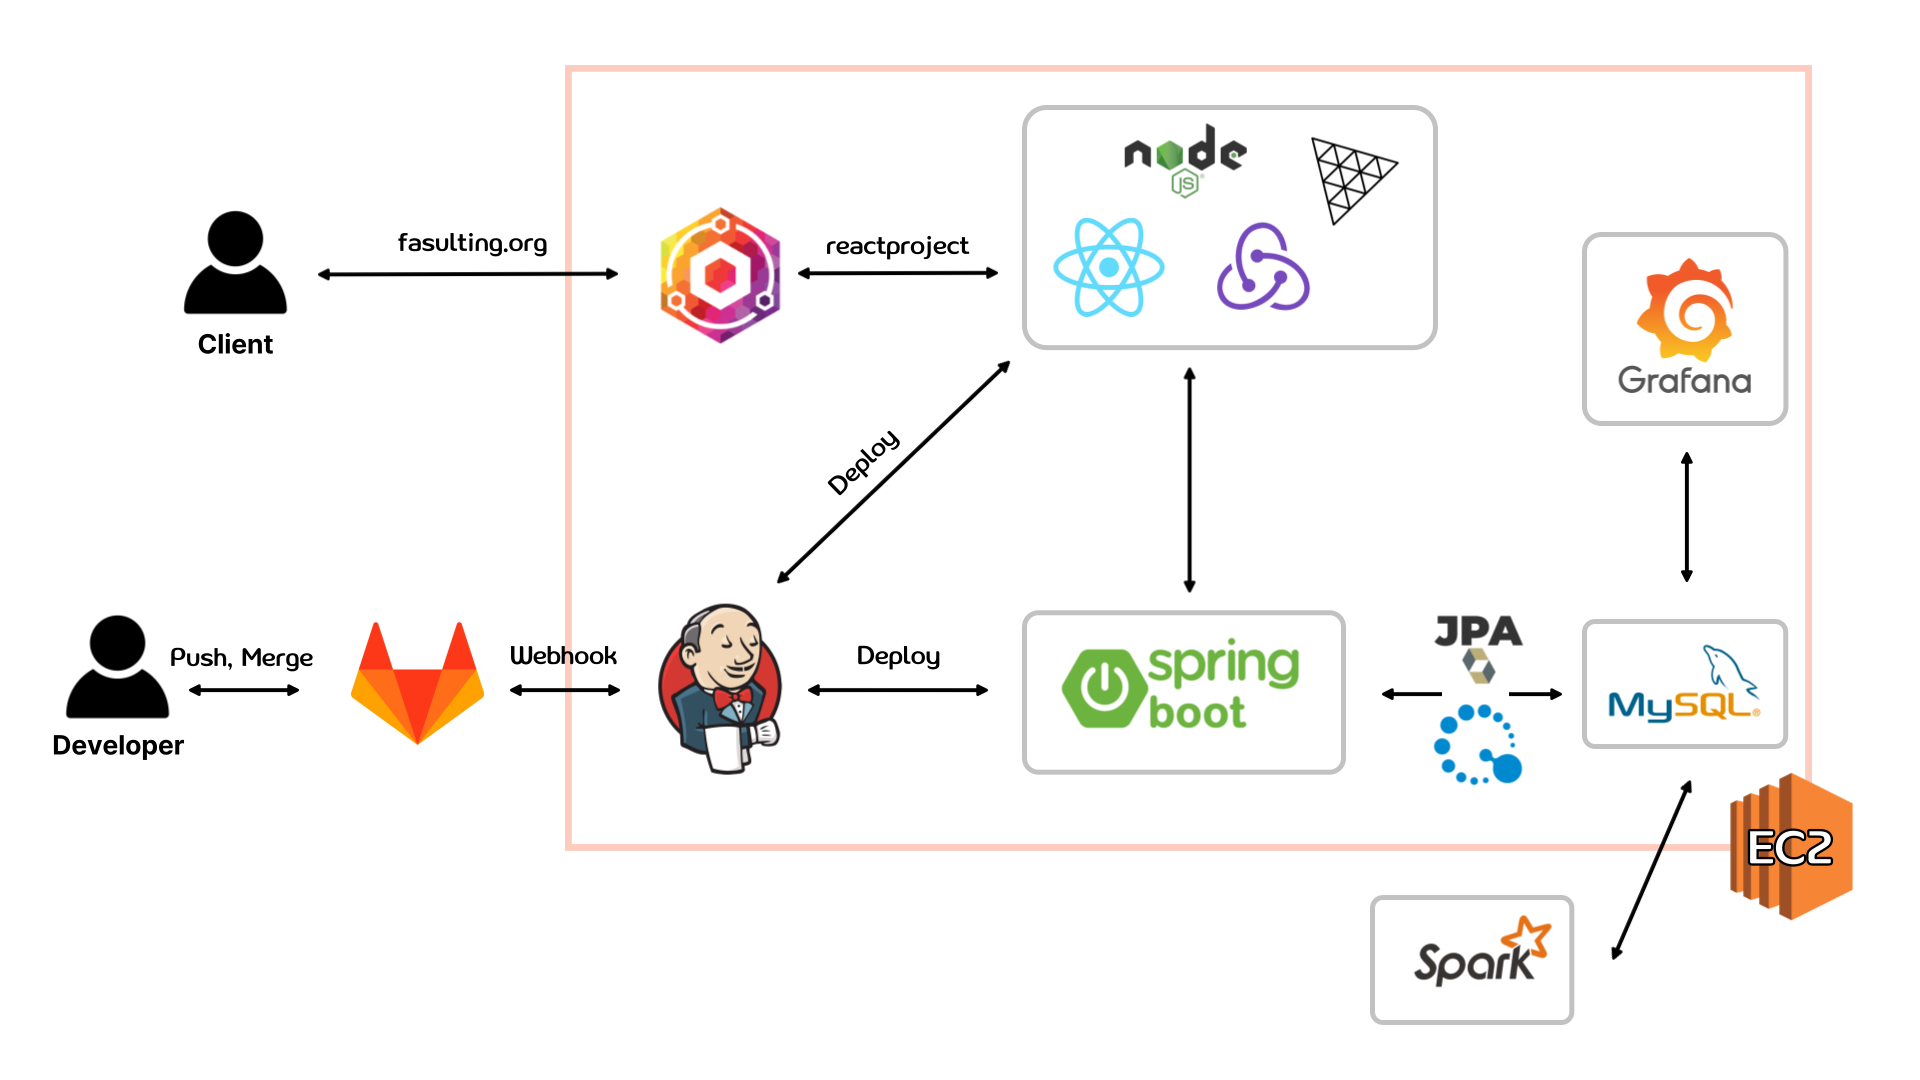 node
JS
fasulting.org
reactproject
Client
Grafana
Deploy
Push, Merge
Webhook
Deploy
spring
boot
JPA
MySQL®
Developer
EC2
Spark